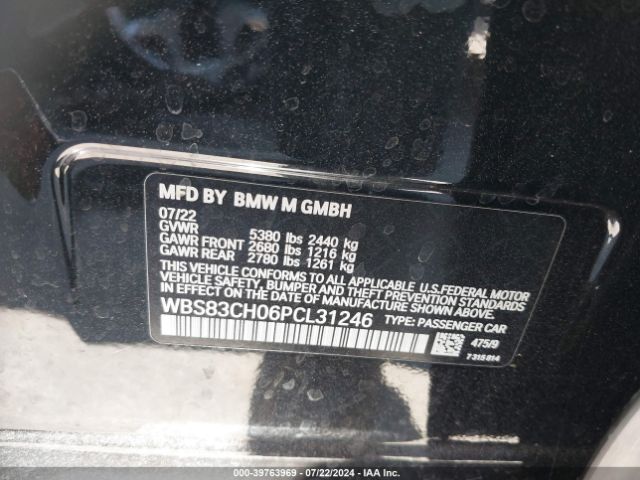 MFD BY BMW M GMBH
07/22
GVWR 5380 lbs 2440 kg
GAWR FRONT 2680 lbs 1216 kg
GAWR REAR 2780 lbs 1261 kg
THIS VEHICLE CONFORMS TO ALL APPLICABLE U.S.FEDERAL MOTOR
VEHICLE SAFETY, BUMPER AND THEFT PREVENTION STANDARDS
IN EFFECT ON THE DATE OF MANUFACTURE SHOWN ABOVE.
WBS83CH06PCL31246 TYPE: PASSENGER CAR
475/9
7 315 814
000-39763969 - 07/22/2024 - IAA Inc.